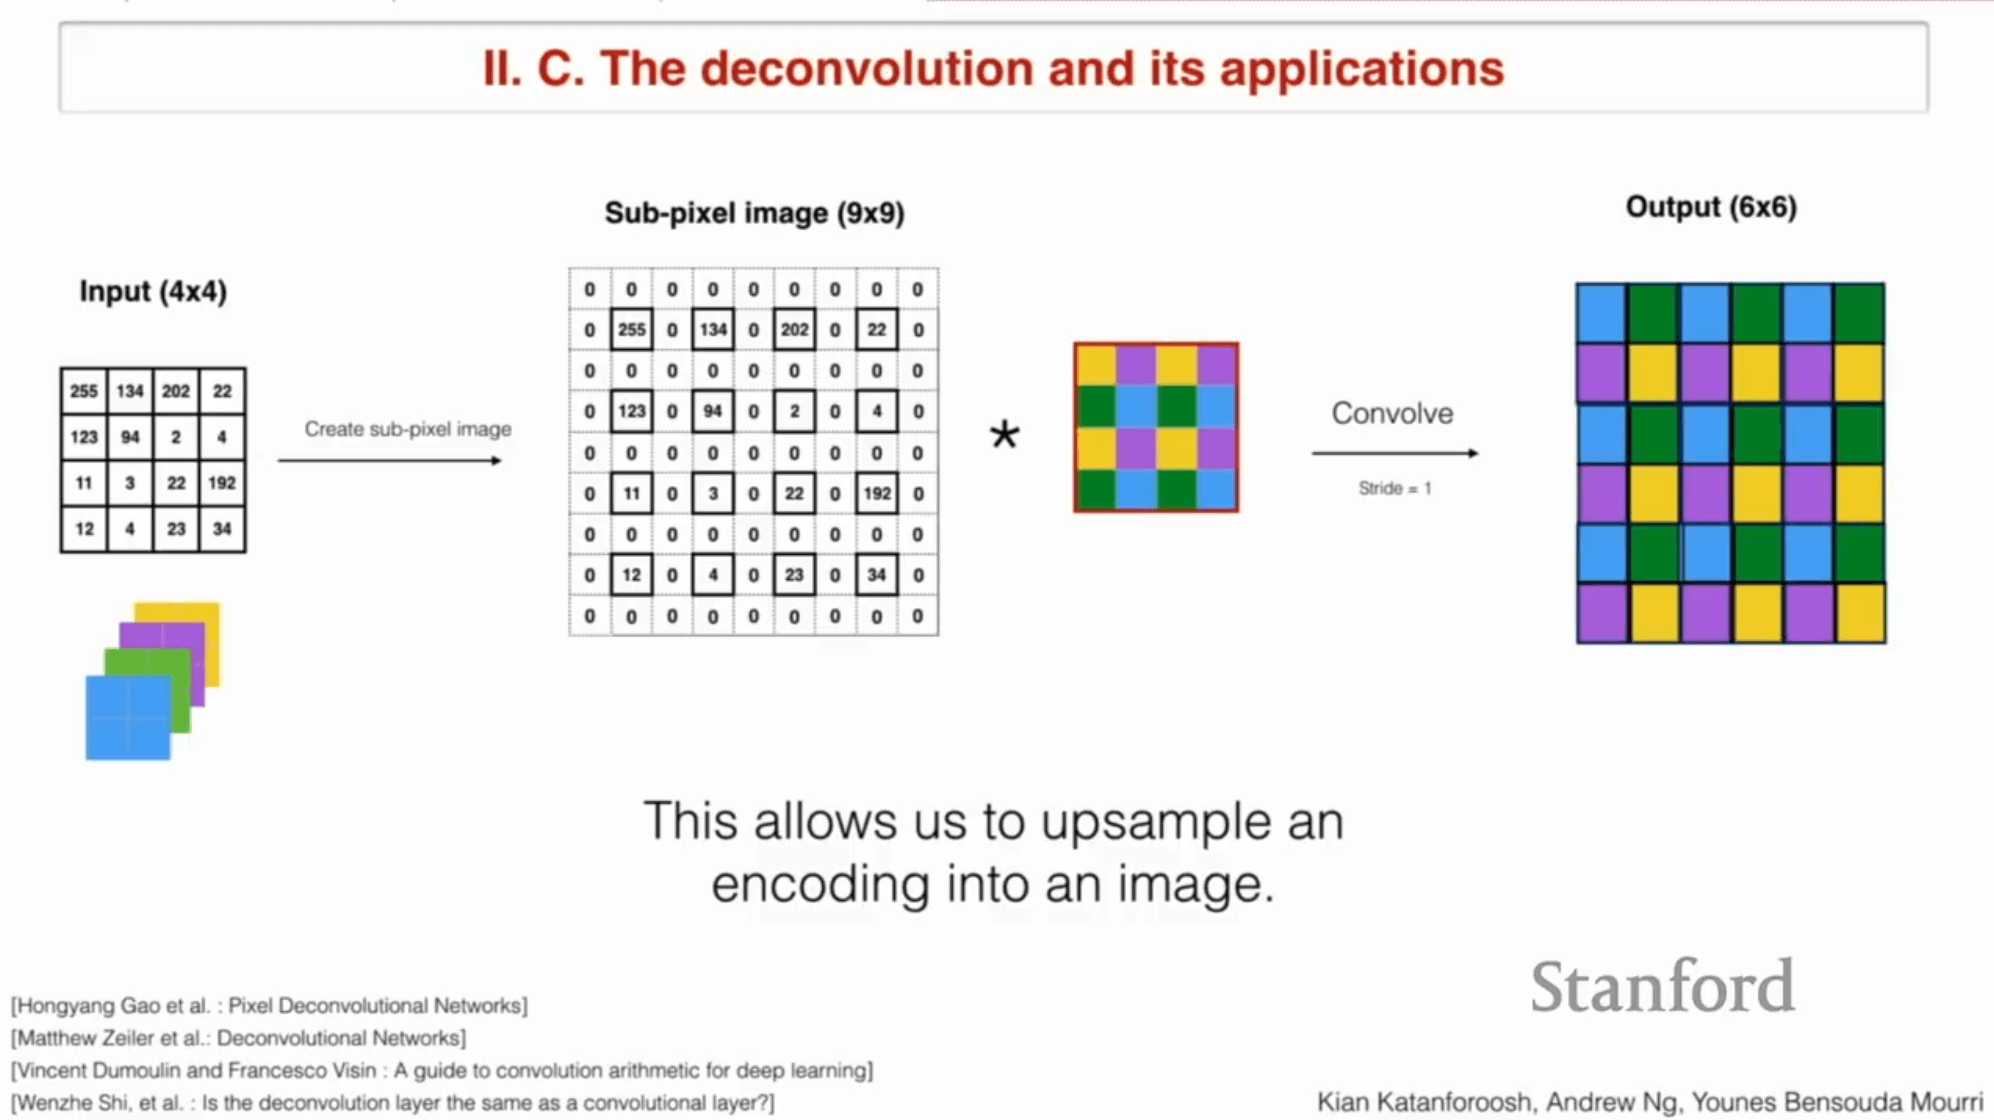 II. C. The deconvolution and its applications
Sub-pixel image (9x9)
Output (6x6)
Input (4x4)
255 134 202 22
123 94 2 4
11 3 22 192
12 4 23 34
Create sub-pixel image
0 0 0 0 0 0 0 0 0
0 255 0 134 0 202 0 22 0
0 0 0 0 0 0 0 0 0
0 123 0 94 0 2 0 4 0
0 0 0 0 0 0 0 0 0
0 11 0 3 0 22 0 192 0
0 0 0 0 0 0 0 0 0
0 12 0 4 0 23 0 34 0
0 0 0 0 0 0 0 0 0
*
Convolve
Stride = 1
This allows us to upsample an
encoding into an image.
Stanford
[Hongyang Gao et al. : Pixel Deconvolutional Networks]
[Matthew Zeiler et al.: Deconvolutional Networks]
[Vincent Dumoulin and Francesco Visin : A guide to convolution arithmetic for deep learning]
[Wenzhe Shi, et al. : Is the deconvolution layer the same as a convolutional layer?]
Kian Katanforoosh, Andrew Ng, Younes Bensouda Mourri